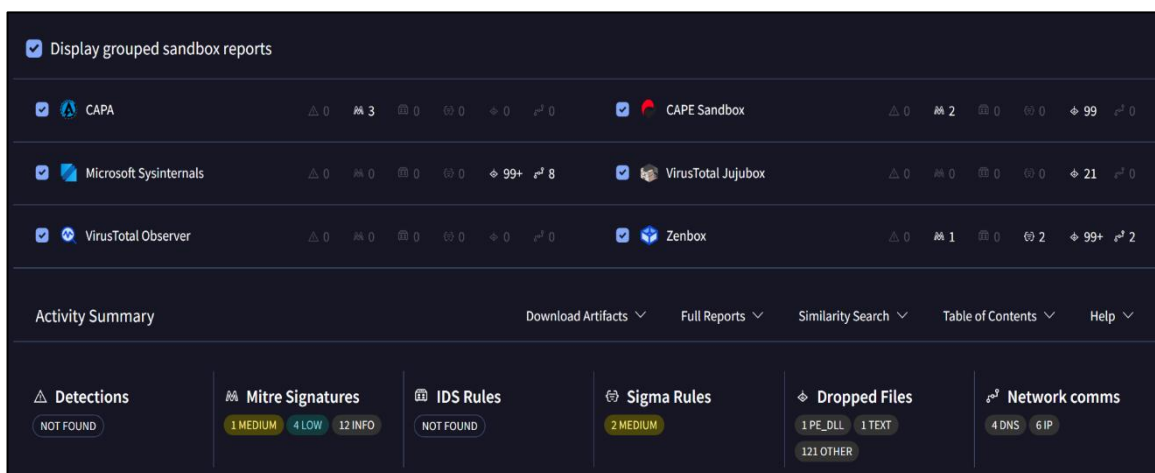 Display grouped sandbox reports
CAPA 0 3 0 0 0 0
CAPE Sandbox 0 2 0 0 99 0
Microsoft Sysinternals 0 0 0 0 99+ 8
VirusTotal Jujubox 0 0 0 0 21 0
VirusTotal Observer 0 0 0 0 0 0
Zenbox 0 1 0 2 99+ 2
Activity Summary Download Artifacts Full Reports Similarity Search Table of Contents Help
Detections
NOT FOUND
Mitre Signatures
1 MEDIUM 4 LOW 12 INFO
IDS Rules
NOT FOUND
Sigma Rules
2 MEDIUM
Dropped Files
1 PE_DLL 1 TEXT
121 OTHER
Network comms
4 DNS 6 IP